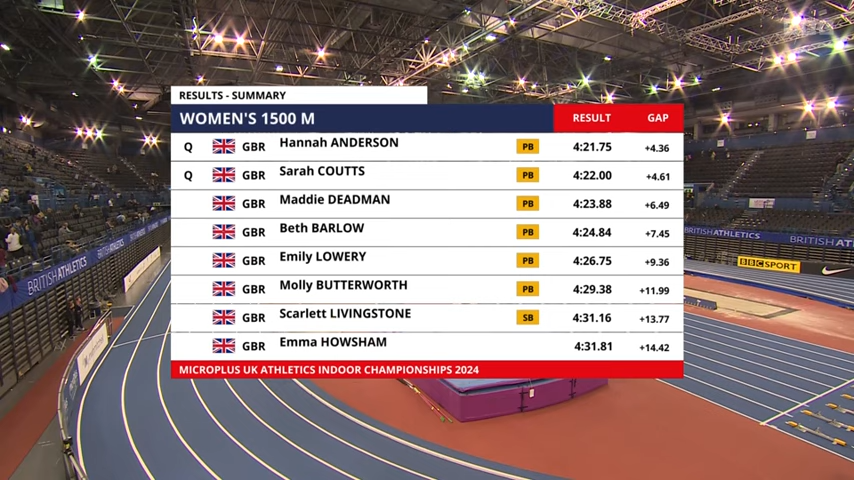 RESULTS - SUMMARY
WOMEN'S 1500 M RESULT GAP
Q GBR Hannah ANDERSON PB 4:21.75 +4.36
Q GBR Sarah COUTTS PB 4:22.00 +4.61
GBR Maddie DEADMAN PB 4:23.88 +6.49
GBR Beth BARLOW PB 4:24.84 +7.45
GBR Emily LOWERY PB 4:26.75 +9.36
GBR Molly BUTTERWORTH PB 4:29.38 +11.99
GBR Scarlett LIVINGSTONE SB 4:31.16 +13.77
GBR Emma HOWSHAM 4:31.81 +14.42
MICROPLUS UK ATHLETICS INDOOR CHAMPIONSHIPS 2024
BRITISH ATHLETICS
BRITISH ATHLETICS
BRITISH ATHLETICS
BBC SPORT